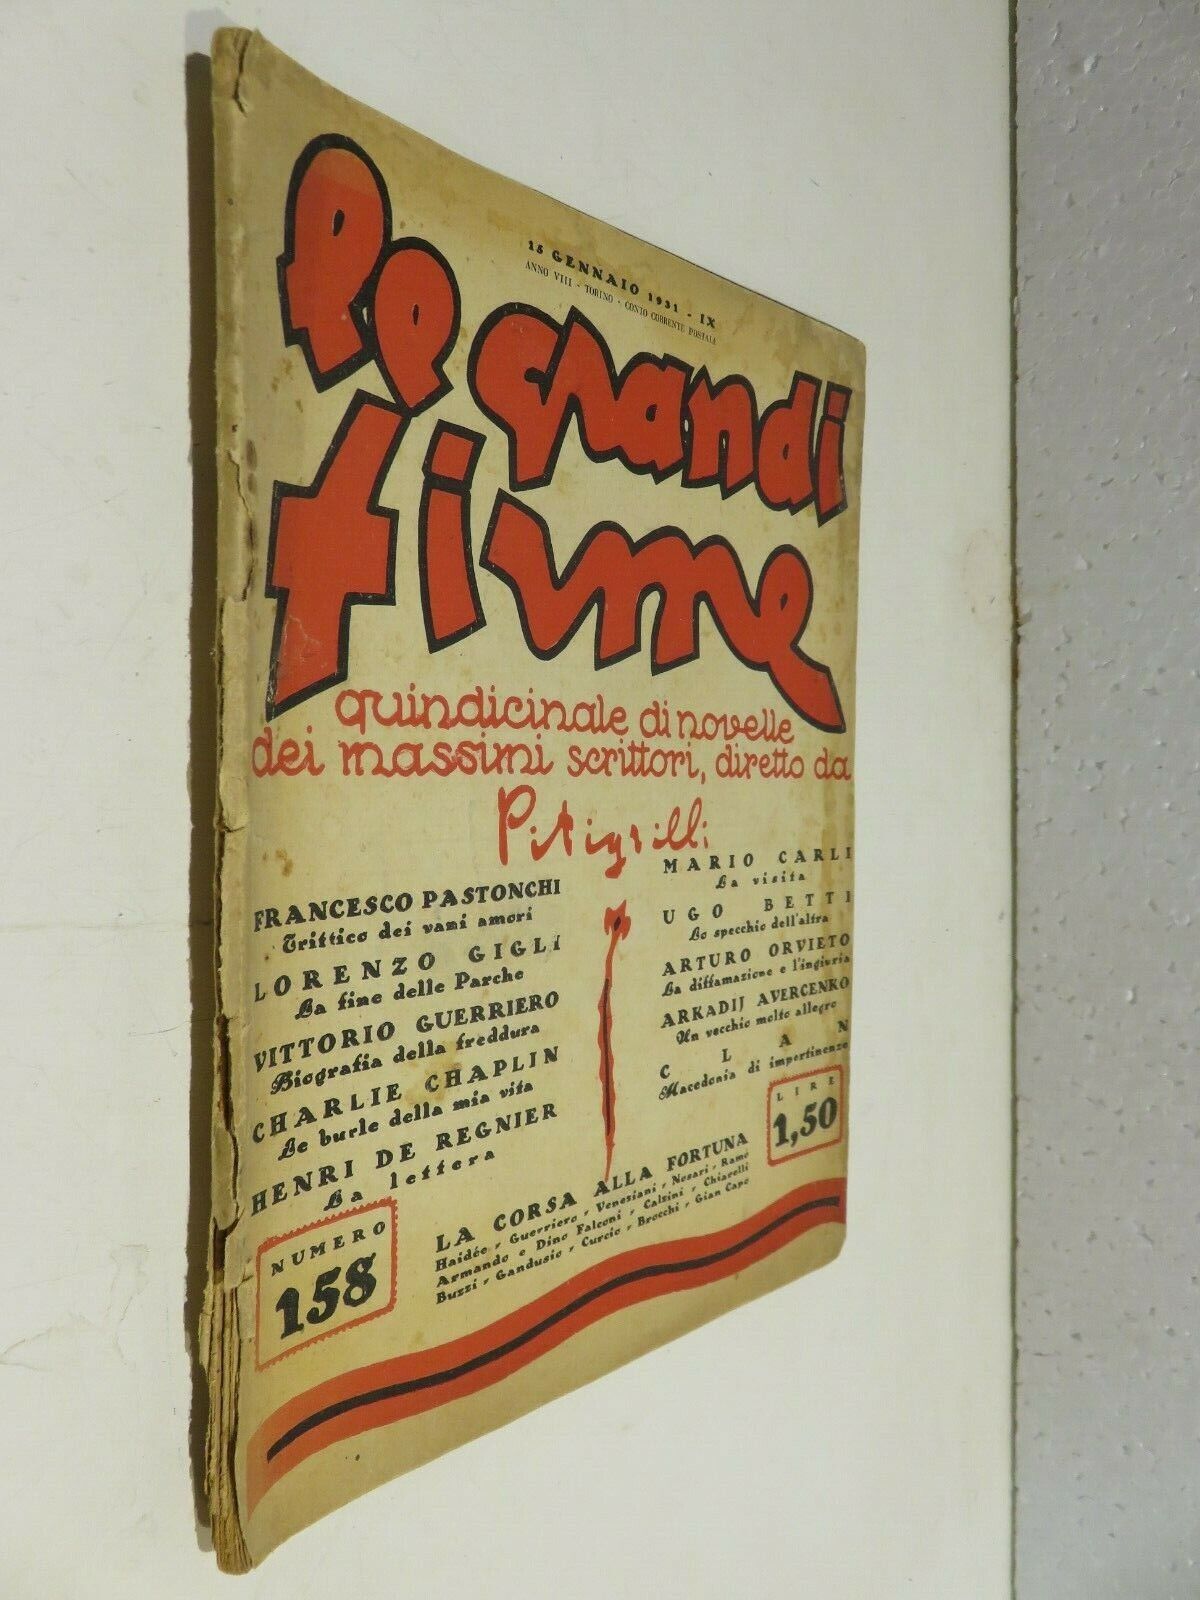 15 GENNAIO 1931 - IX
ANNO VIII - TORINO - CONTO CORRENTE POSTALE
le grandi
firme
quindicinale di novelle
dei massimi scrittori, diretto da
Pitigrilli
FRANCESCO PASTONCHI
Trittico dei vani amori
LORENZO GIGLI
La fine delle Parche
VITTORIO GUERRIERO
Biografia della freddura
CHARLIE CHAPLIN
Le burle della mia vita
HENRI DE REGNIER
La lettera
MARIO CARLI
La visita
UGO BETTI
Lo specchio dell'altra
ARTURO ORVIETO
La diffamazione e l'ingiuria
ARKADIJ AVERCENKO
Un vecchio molto allegro
CLAN
Macedonia di impertinenze
LIRE
1,50
NUMERO
158
LA CORSA ALLA FORTUNA
Haidée - Guerriero - Veneziani - Nosari - Ramo
Armando e Dino Falconi - Calzini - Chiarelli
Buzzi - Gandusio - Curcio - Brocchi - Gian Capo